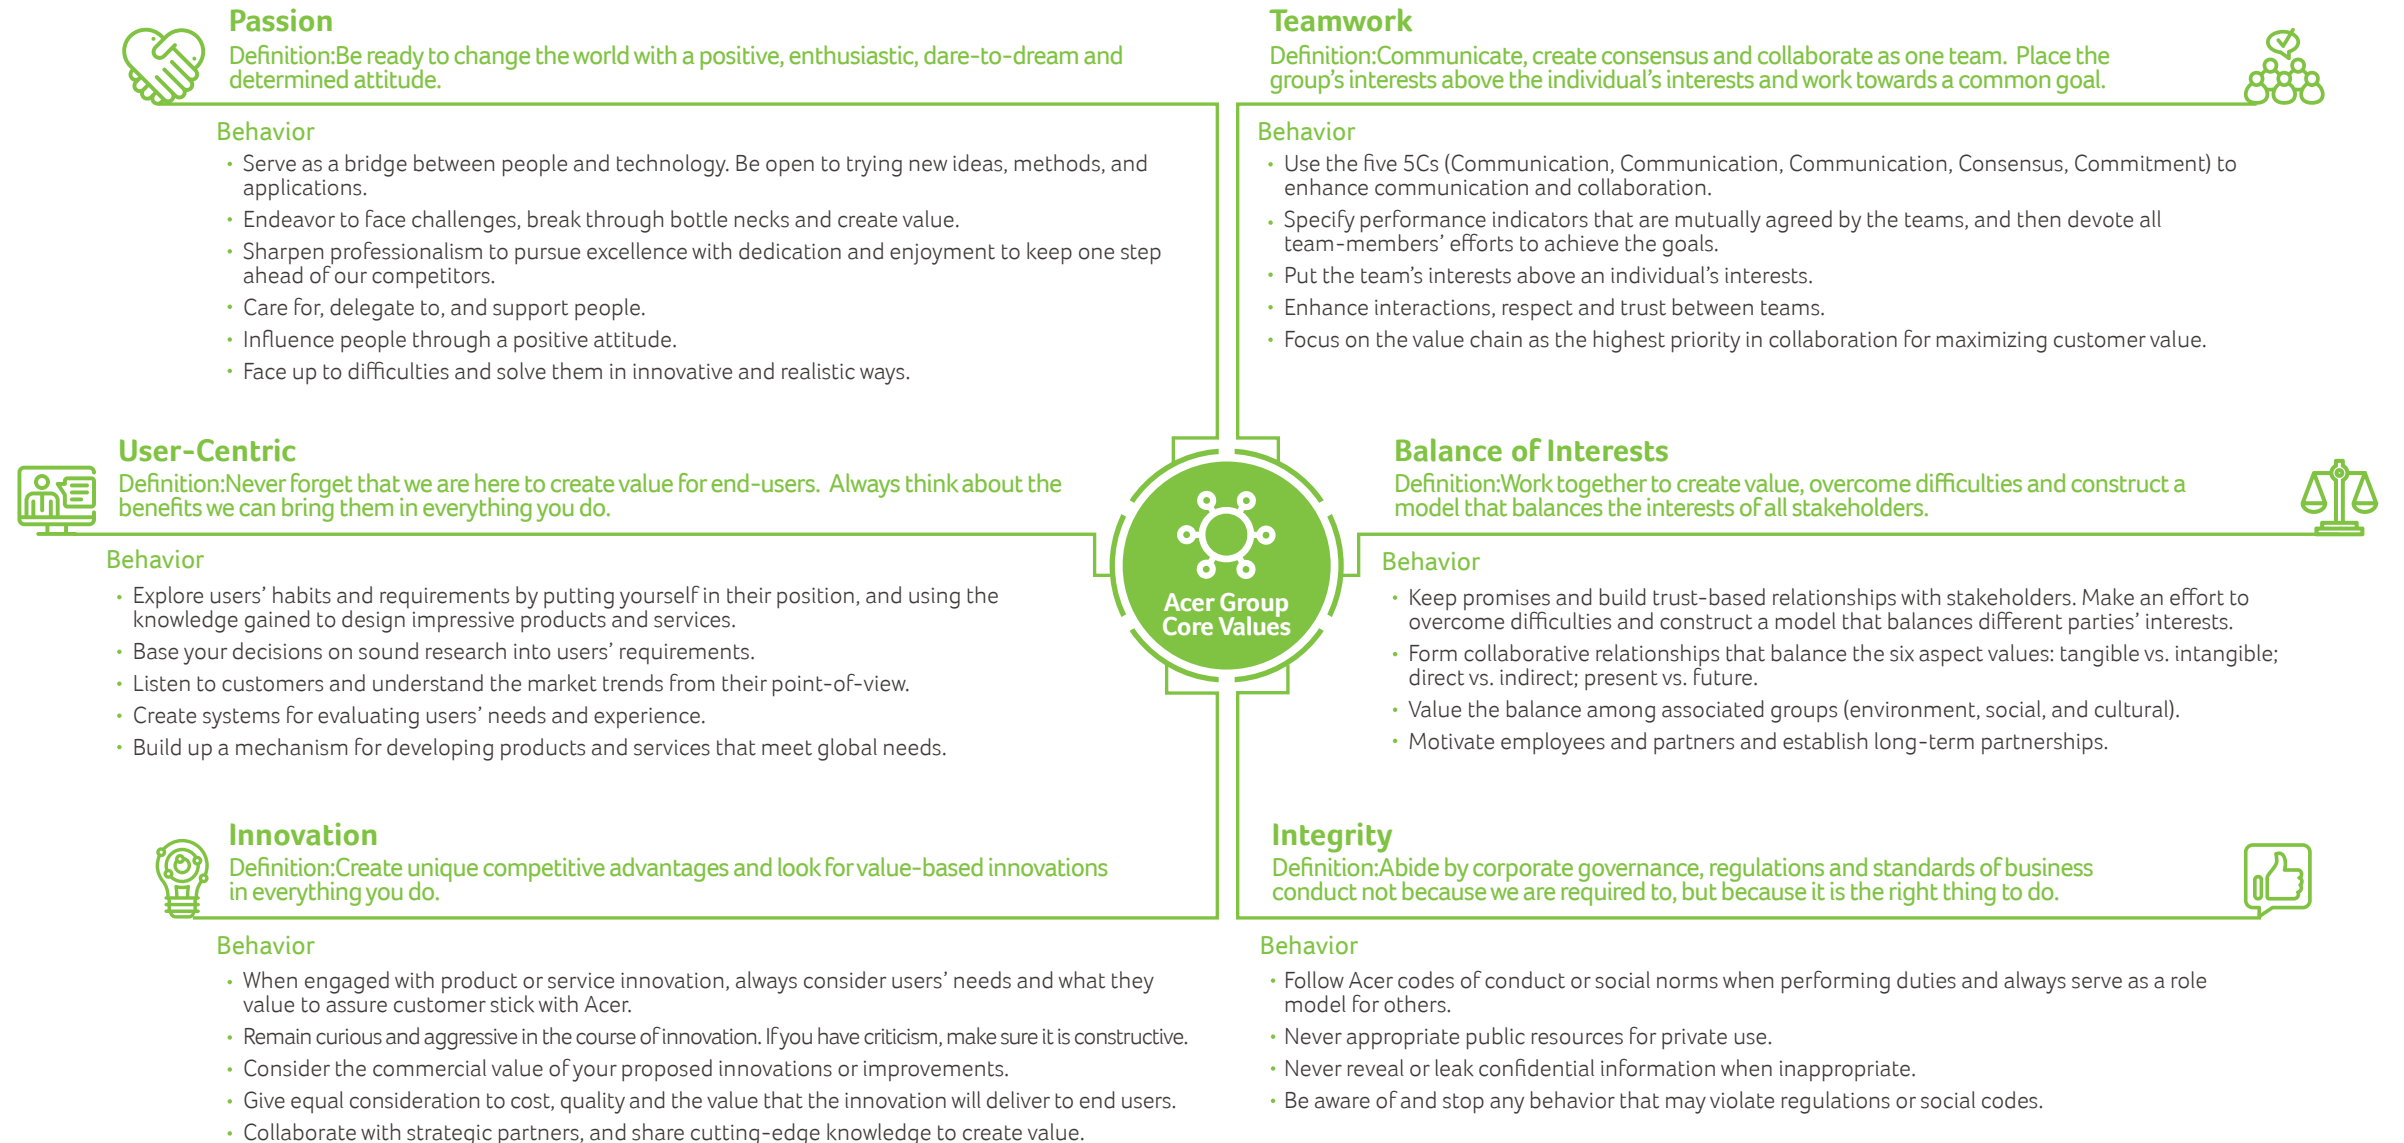 Passion
Definition:Be ready to change the world with a positive, enthusiastic, dare-to-dream and
determined attitude.
Behavior
• Serve as a bridge between people and technology. Be open to trying new ideas, methods, and
applications.
• Endeavor to face challenges, break through bottle necks and create value.
• Sharpen professionalism to pursue excellence with dedication and enjoyment to keep one step
ahead of our competitors.
• Care for, delegate to, and support people.
• Influence people through a positive attitude.
• Face up to difficulties and solve them in innovative and realistic ways.
Teamwork
Definition:Communicate, create consensus and collaborate as one team. Place the
group's interests above the individual's interests and work towards a common goal.
Behavior
• Use the five 5Cs (Communication, Communication, Communication, Consensus, Commitment) to
enhance communication and collaboration.
• Specify performance indicators that are mutually agreed by the teams, and then devote all
team-members' efforts to achieve the goals.
• Put the team's interests above an individual's interests.
• Enhance interactions, respect and trust between teams.
• Focus on the value chain as the highest priority in collaboration for maximizing customer value.
User-Centric
Definition:Never forget that we are here to create value for end-users. Always think about the
benefits we can bring them in everything you do.
Behavior
• Explore users' habits and requirements by putting yourself in their position, and using the
knowledge gained to design impressive products and services.
• Base your decisions on sound research into users' requirements.
• Listen to customers and understand the market trends from their point-of-view.
• Create systems for evaluating users' needs and experience.
• Build up a mechanism for developing products and services that meet global needs.
Acer Group
Core Values
Balance of Interests
Definition:Work together to create value, overcome difficulties and construct a
model that balances the interests of all stakeholders.
Behavior
• Keep promises and build trust-based relationships with stakeholders. Make an effort to
overcome difficulties and construct a model that balances different parties' interests.
• Form collaborative relationships that balance the six aspect values: tangible vs. intangible;
direct vs. indirect; present vs. future.
• Value the balance among associated groups (environment, social, and cultural).
• Motivate employees and partners and establish long-term partnerships.
Innovation
Definition:Create unique competitive advantages and look for value-based innovations
in everything you do.
Behavior
• When engaged with product or service innovation, always consider users' needs and what they
value to assure customer stick with Acer.
• Remain curious and aggressive in the course of innovation. If you have criticism, make sure it is constructive.
• Consider the commercial value of your proposed innovations or improvements.
• Give equal consideration to cost, quality and the value that the innovation will deliver to end users.
• Collaborate with strategic partners, and share cutting-edge knowledge to create value.
Integrity
Definition:Abide by corporate governance, regulations and standards of business
conduct not because we are required to, but because it is the right thing to do.
Behavior
• Follow Acer codes of conduct or social norms when performing duties and always serve as a role
model for others.
• Never appropriate public resources for private use.
• Never reveal or leak confidential information when inappropriate.
• Be aware of and stop any behavior that may violate regulations or social codes.